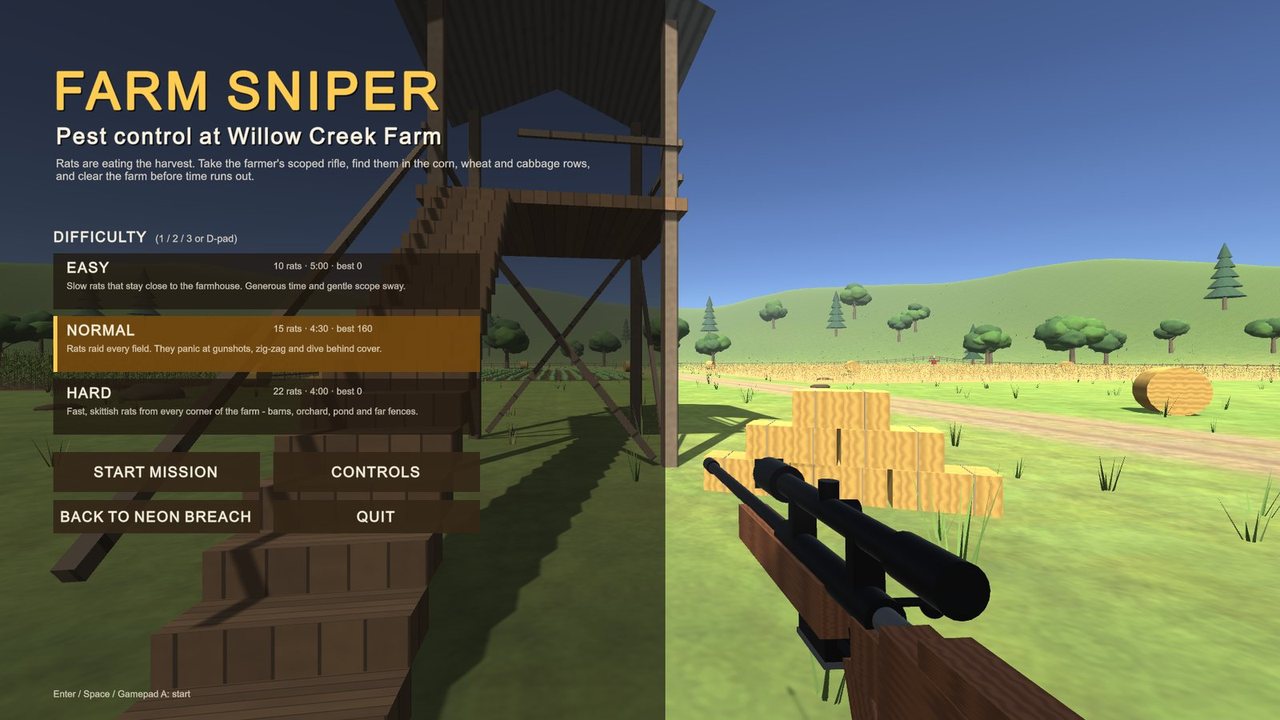 FARM SNIPER
Pest control at Willow Creek Farm
Rats are eating the harvest. Take the farmer's scoped rifle, find them in the corn, wheat and cabbage rows,
and clear the farm before time runs out.
DIFFICULTY (1 / 2 / 3 or D-pad)
EASY 10 rats · 5:00 · best 0
Slow rats that stay close to the farmhouse. Generous time and gentle scope sway.
NORMAL 15 rats · 4:30 · best 160
Rats raid every field. They panic at gunshots, zig-zag and dive behind cover.
HARD 22 rats · 4:00 · best 0
Fast, skittish rats from every corner of the farm - barns, orchard, pond and far fences.
START MISSION CONTROLS
BACK TO NEON BREACH QUIT
Enter / Space / Gamepad A: start